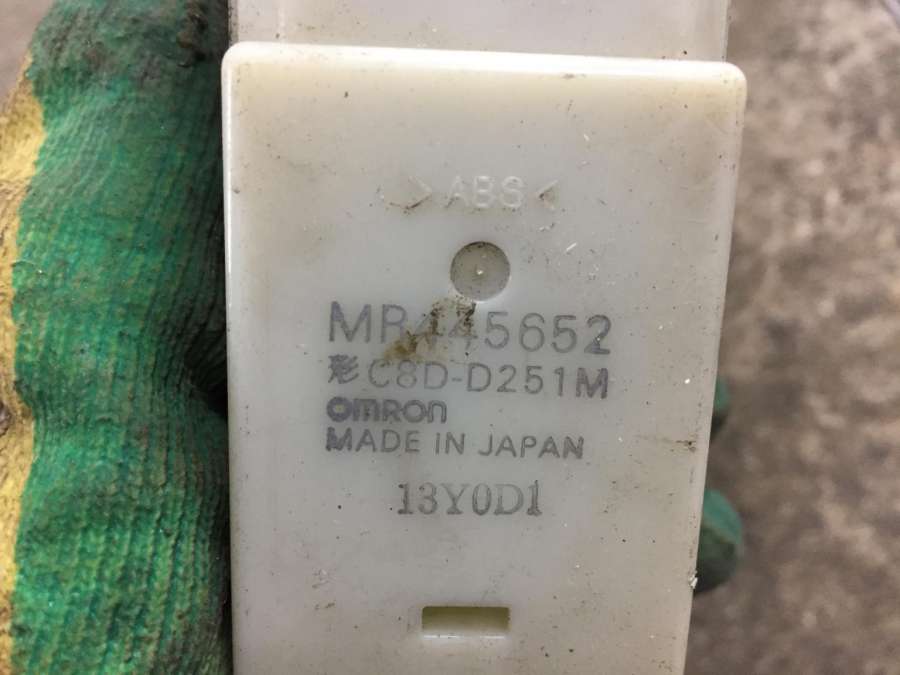 >ABS<
MR445652
形C8D-D251M
omron
MADE IN JAPAN
13Y0D1